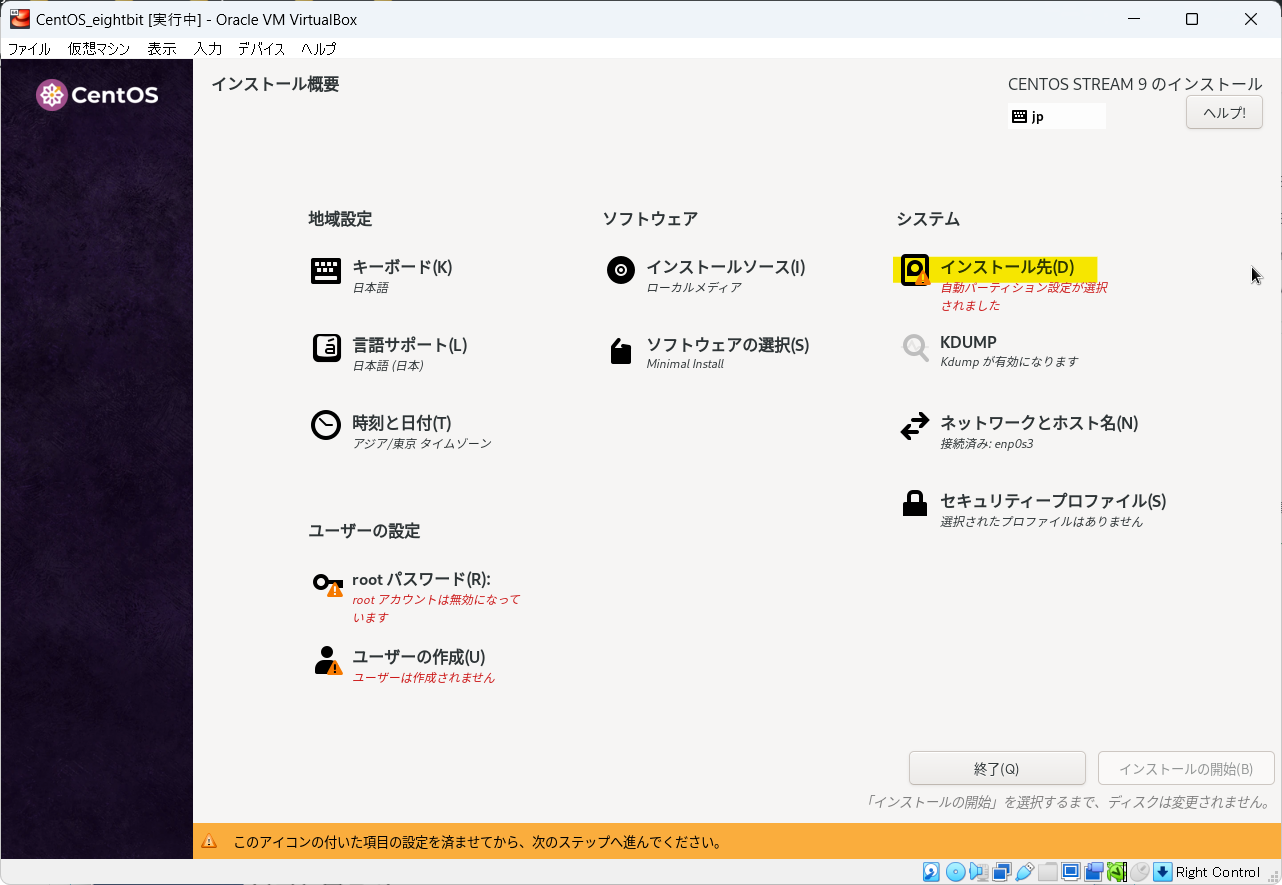 CentOS_eightbit [実行中] - Oracle VM VirtualBox
ファイル 仮想マシン 表示 入力 デバイス ヘルプ
CentOS
インストール概要
CENTOS STREAM 9 のインストール
jp
ヘルプ!
地域設定
キーボード(K)
日本語
言語サポート(L)
日本語 (日本)
時刻と日付(T)
アジア/東京 タイムゾーン
ソフトウェア
インストールソース(I)
ローカルメディア
ソフトウェアの選択(S)
Minimal Install
システム
インストール先(D)
自動パーティション設定が選択
されました
KDUMP
Kdump が有効になります
ネットワークとホスト名(N)
接続済み: enp0s3
セキュリティープロファイル(S)
選択されたプロファイルはありません
ユーザーの設定
root パスワード(R):
root アカウントは無効になって
います
ユーザーの作成(U)
ユーザーは作成されません
終了(Q)
インストールの開始(B)
「インストールの開始」を選択するまで、ディスクは変更されません。
このアイコンの付いた項目の設定を済ませてから、次のステップへ進んでください。
Right Control